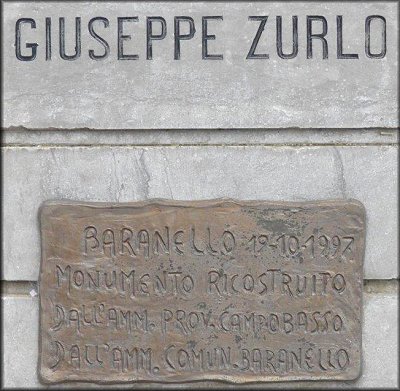 GIUSEPPE ZURLO
BARANELLO 19-10-1997
MONUMENTO RICOSTRUITO
DALL'AMM. PROV. CAMPOBASSO
DALL'AMM. COMUN. BARANELLO